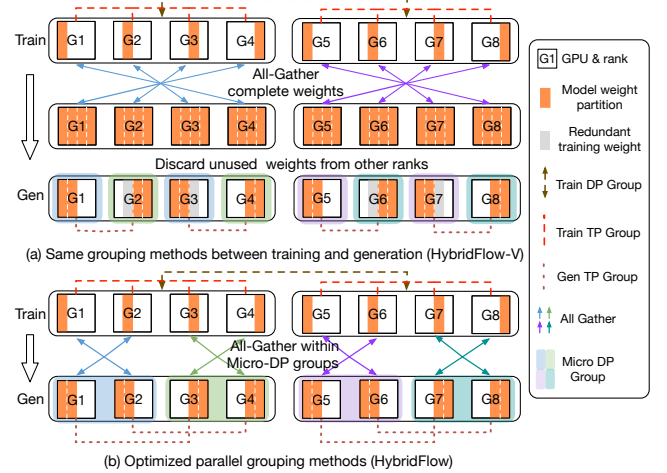 Train
G1 G2 G3 G4 G5 G6 G7 G8
All-Gather
complete weights
G1 G2 G3 G4 G5 G6 G7 G8
Discard unused weights from other ranks
Gen
G1 G2 G3 G4 G5 G6 G7 G8
(a) Same grouping methods between training and generation (HybridFlow-V)
Train
G1 G2 G3 G4 G5 G6 G7 G8
All-Gather within
Micro-DP groups
Gen
G1 G2 G3 G4 G5 G6 G7 G8
(b) Optimized parallel grouping methods (HybridFlow)
G1 GPU & rank
Model weight
partition
Redundant
training weight
Train DP Group
Train TP Group
Gen TP Group
All Gather
Micro DP
Group